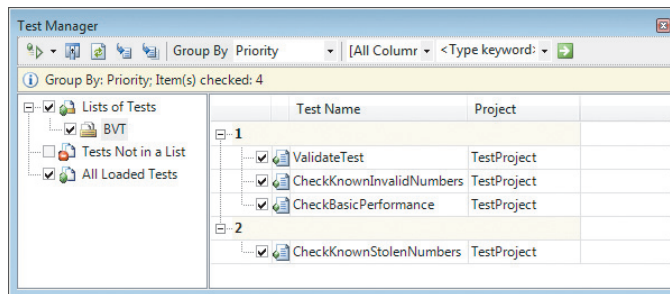 Test Manager
Group By Priority [All Columr <Type keyword:
Group By: Priority; Item(s) checked: 4
Lists of Tests
BVT
Tests Not in a List
All Loaded Tests
Test Name Project
1
ValidateTest TestProject
CheckKnownInvalidNumbers TestProject
CheckBasicPerformance TestProject
2
CheckKnownStolenNumbers TestProject